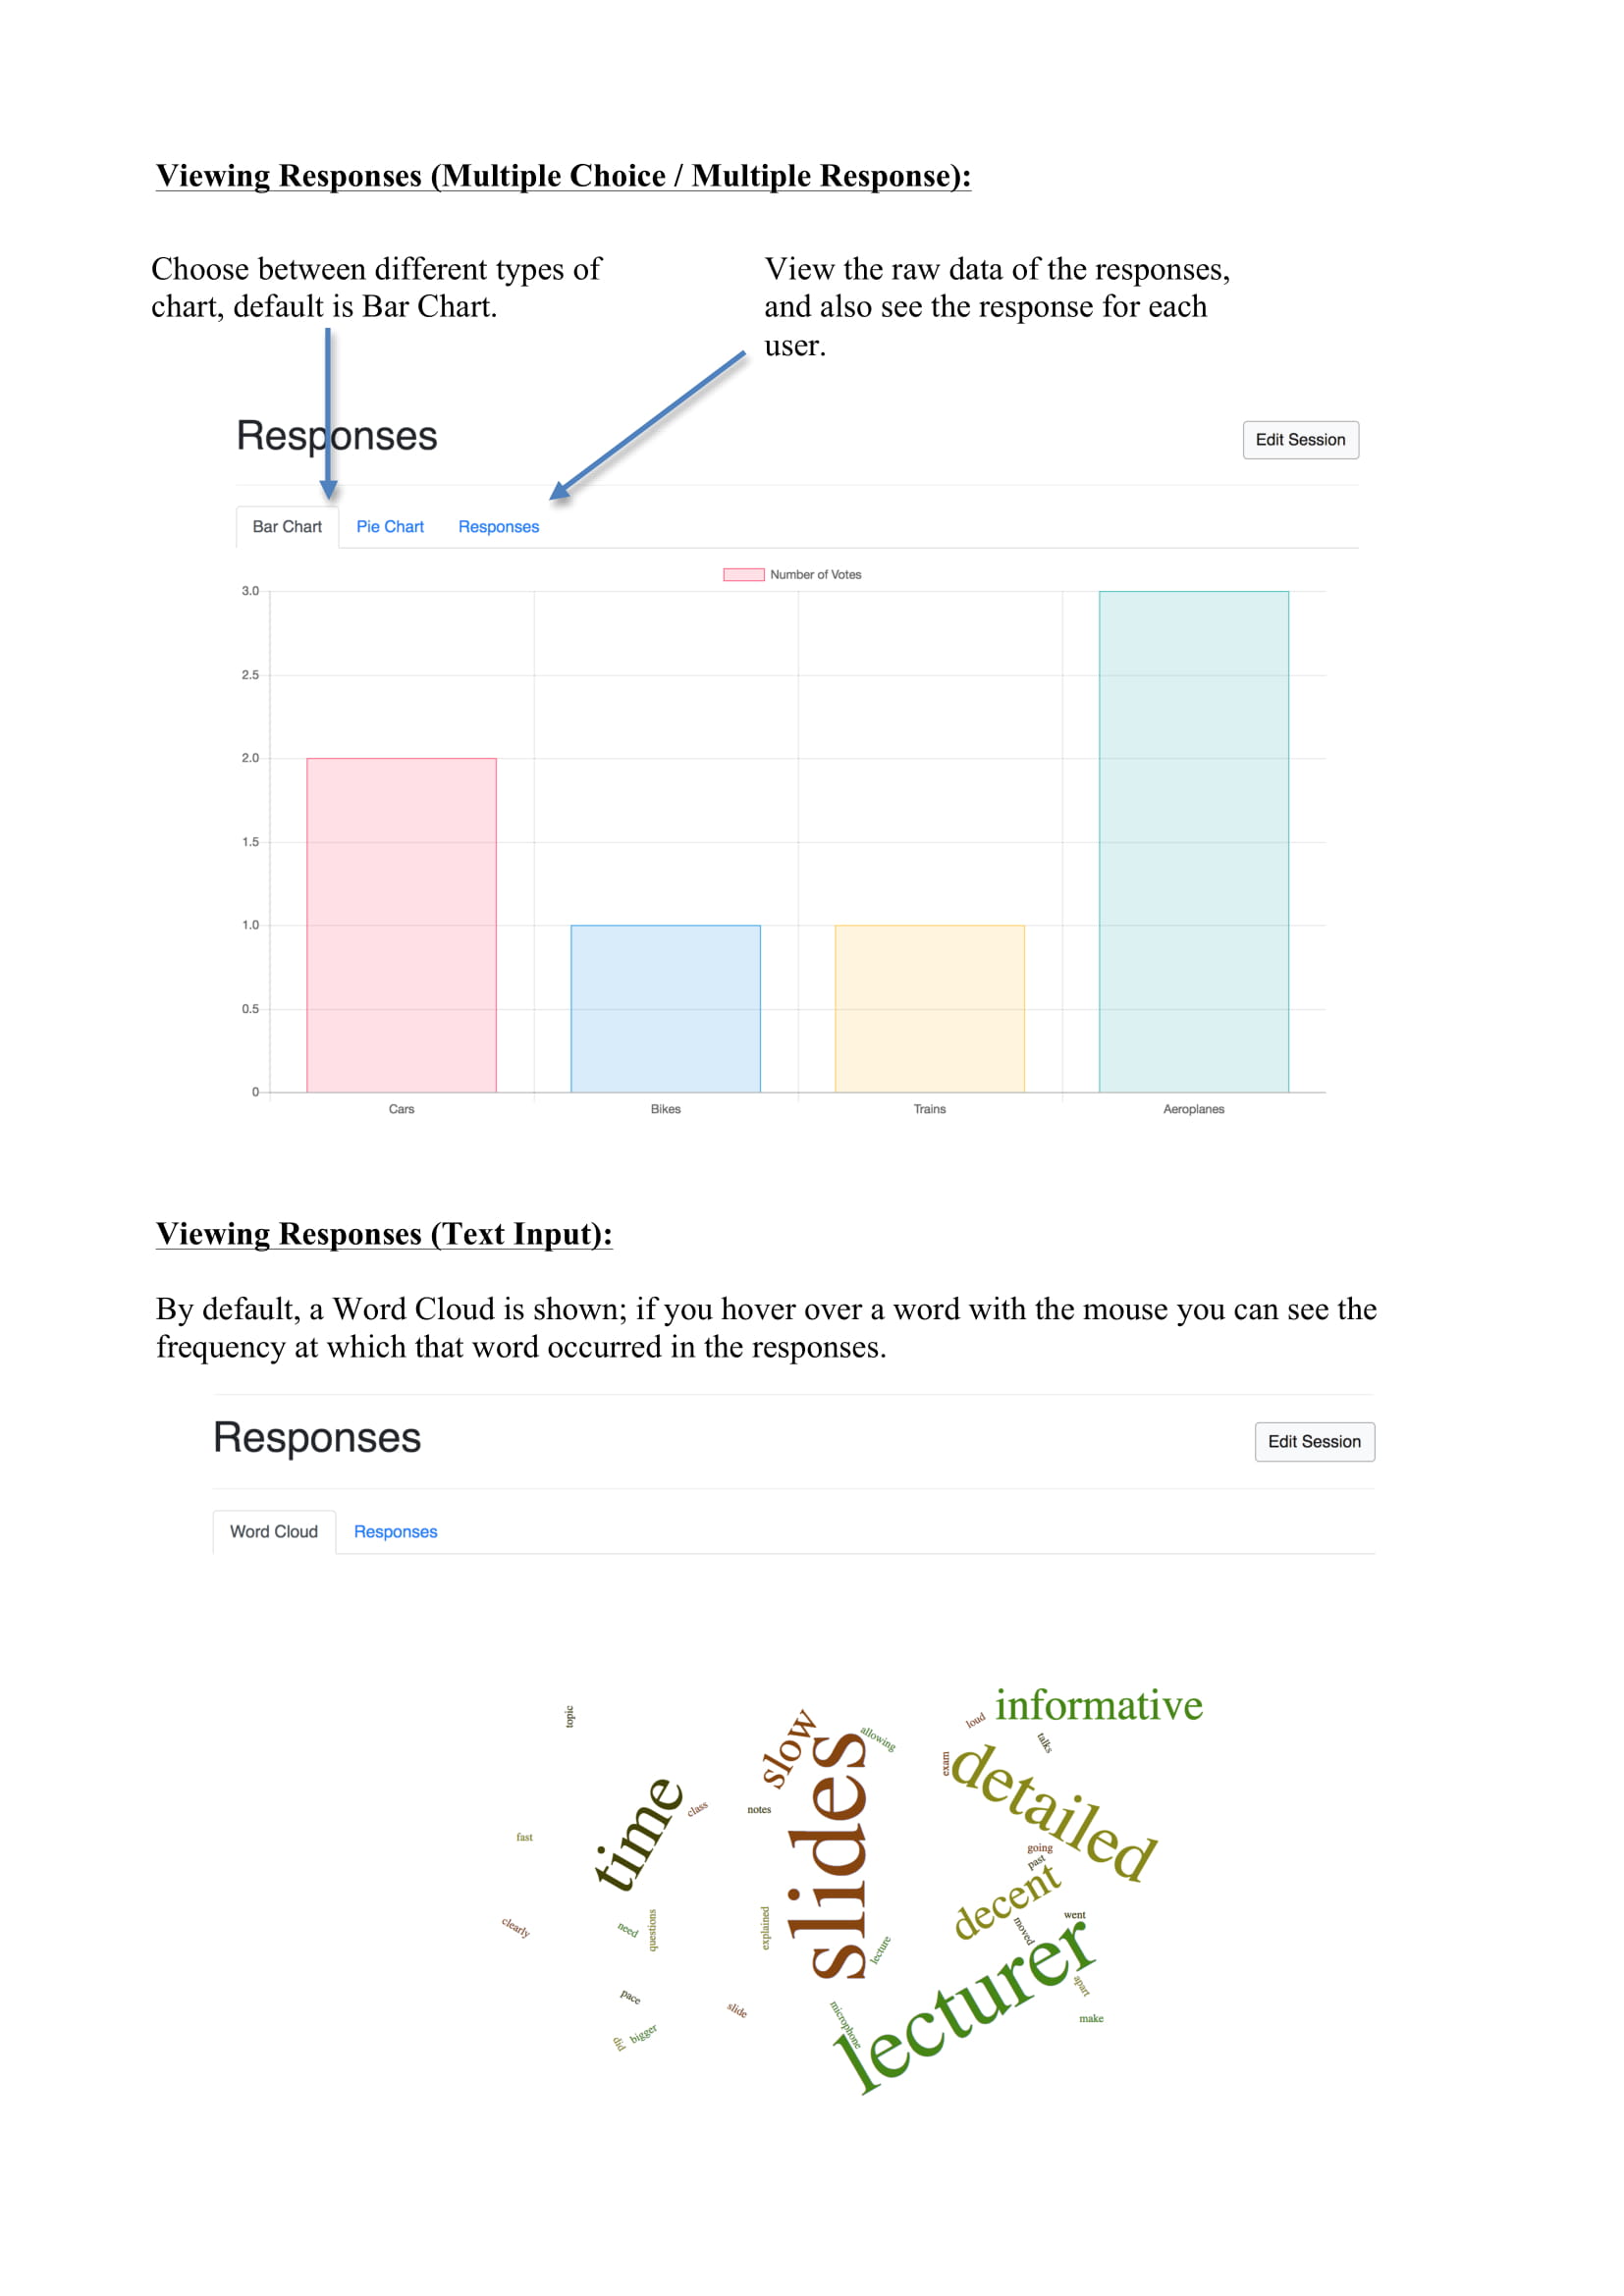 Viewing Responses (Multiple Choice / Multiple Response):
Choose between different types of
chart, default is Bar Chart.
View the raw data of the responses,
and also see the response for each
user.
Responses
Edit Session
Bar Chart Pie Chart Responses
Number of Votes
3.0
2.5
2.0
1.5
1.0
0.5
0
Cars Bikes Trains Aeroplanes
Viewing Responses (Text Input):
By default, a Word Cloud is shown; if you hover over a word with the mouse you can see the
frequency at which that word occurred in the responses.
Responses
Edit Session
Word Cloud Responses
topic
slow
allowing
loud
informative
talks
exam
detailed
time
class
notes
slides
fast
going
past
decent
clearly
need
questions
explained
lecture
moved
went
lecturer
pace
slide
microphone
apart
make
did
bigger